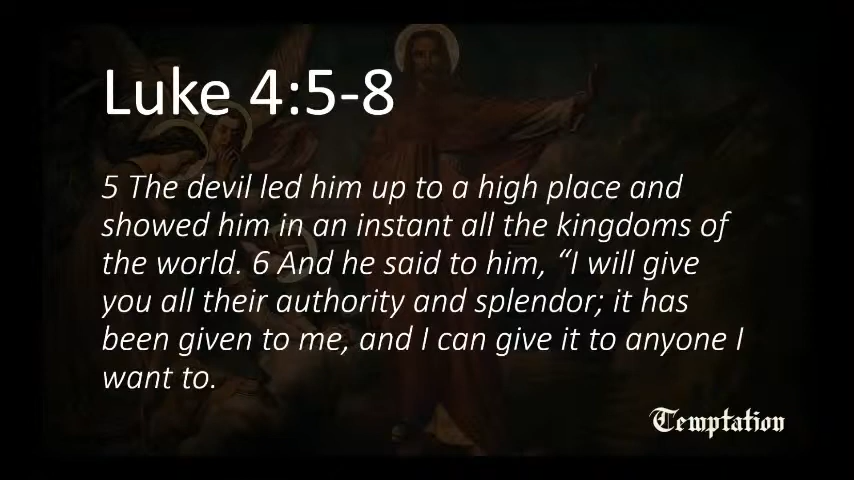 Luke 4:5-8
5 The devil led him up to a high place and
showed him in an instant all the kingdoms of
the world. 6 And he said to him, “I will give
you all their authority and splendor; it has
been given to me, and I can give it to anyone I
want to.
Temptation